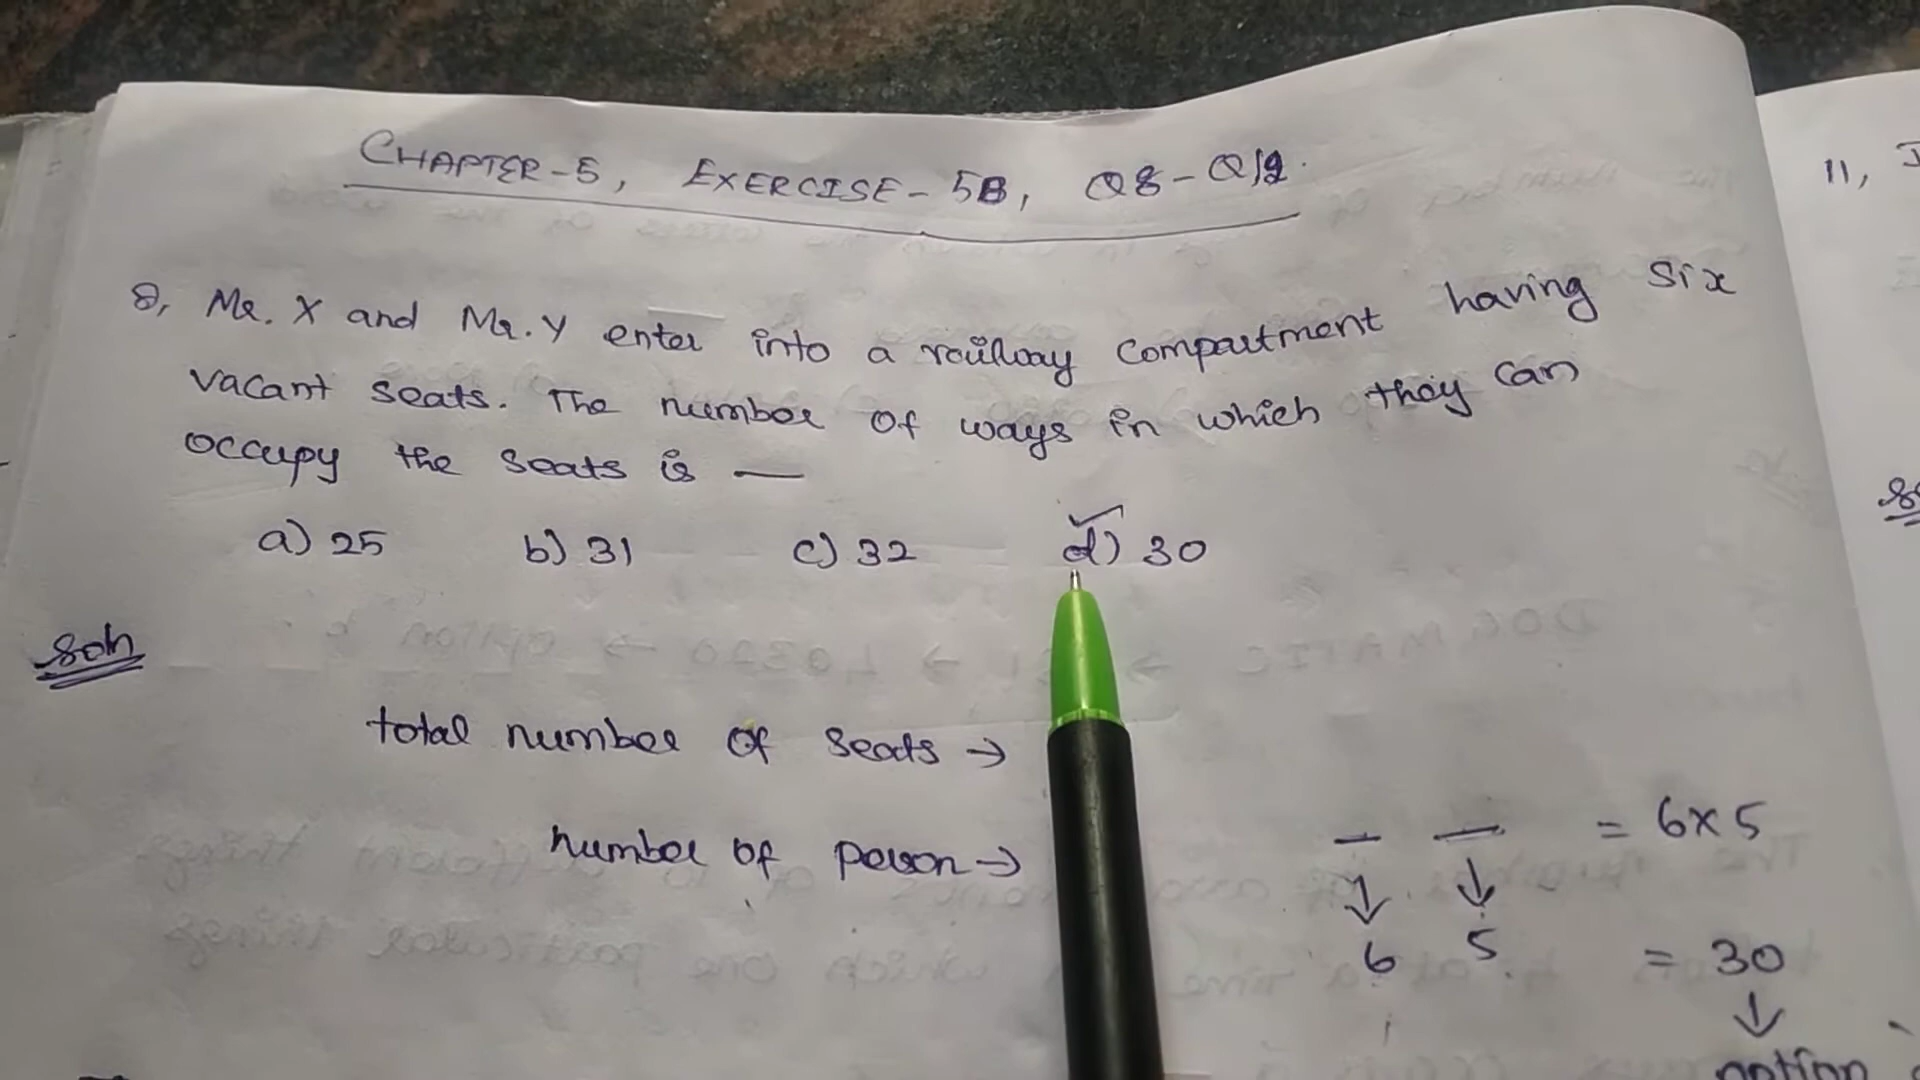 CHAPTER-5, EXERCISE-5B, Q8-Q12.
8, Mr. X and Mr. Y enter into a railway compartment having six
vacant seats. The number of ways in which they can
occupy the seats is —
a) 25 b) 31 c) 32 d) 30
Soln
total number of seats →
number of person →
— — = 6x5
↓ ↓
6 5 = 30
↓
option
11,